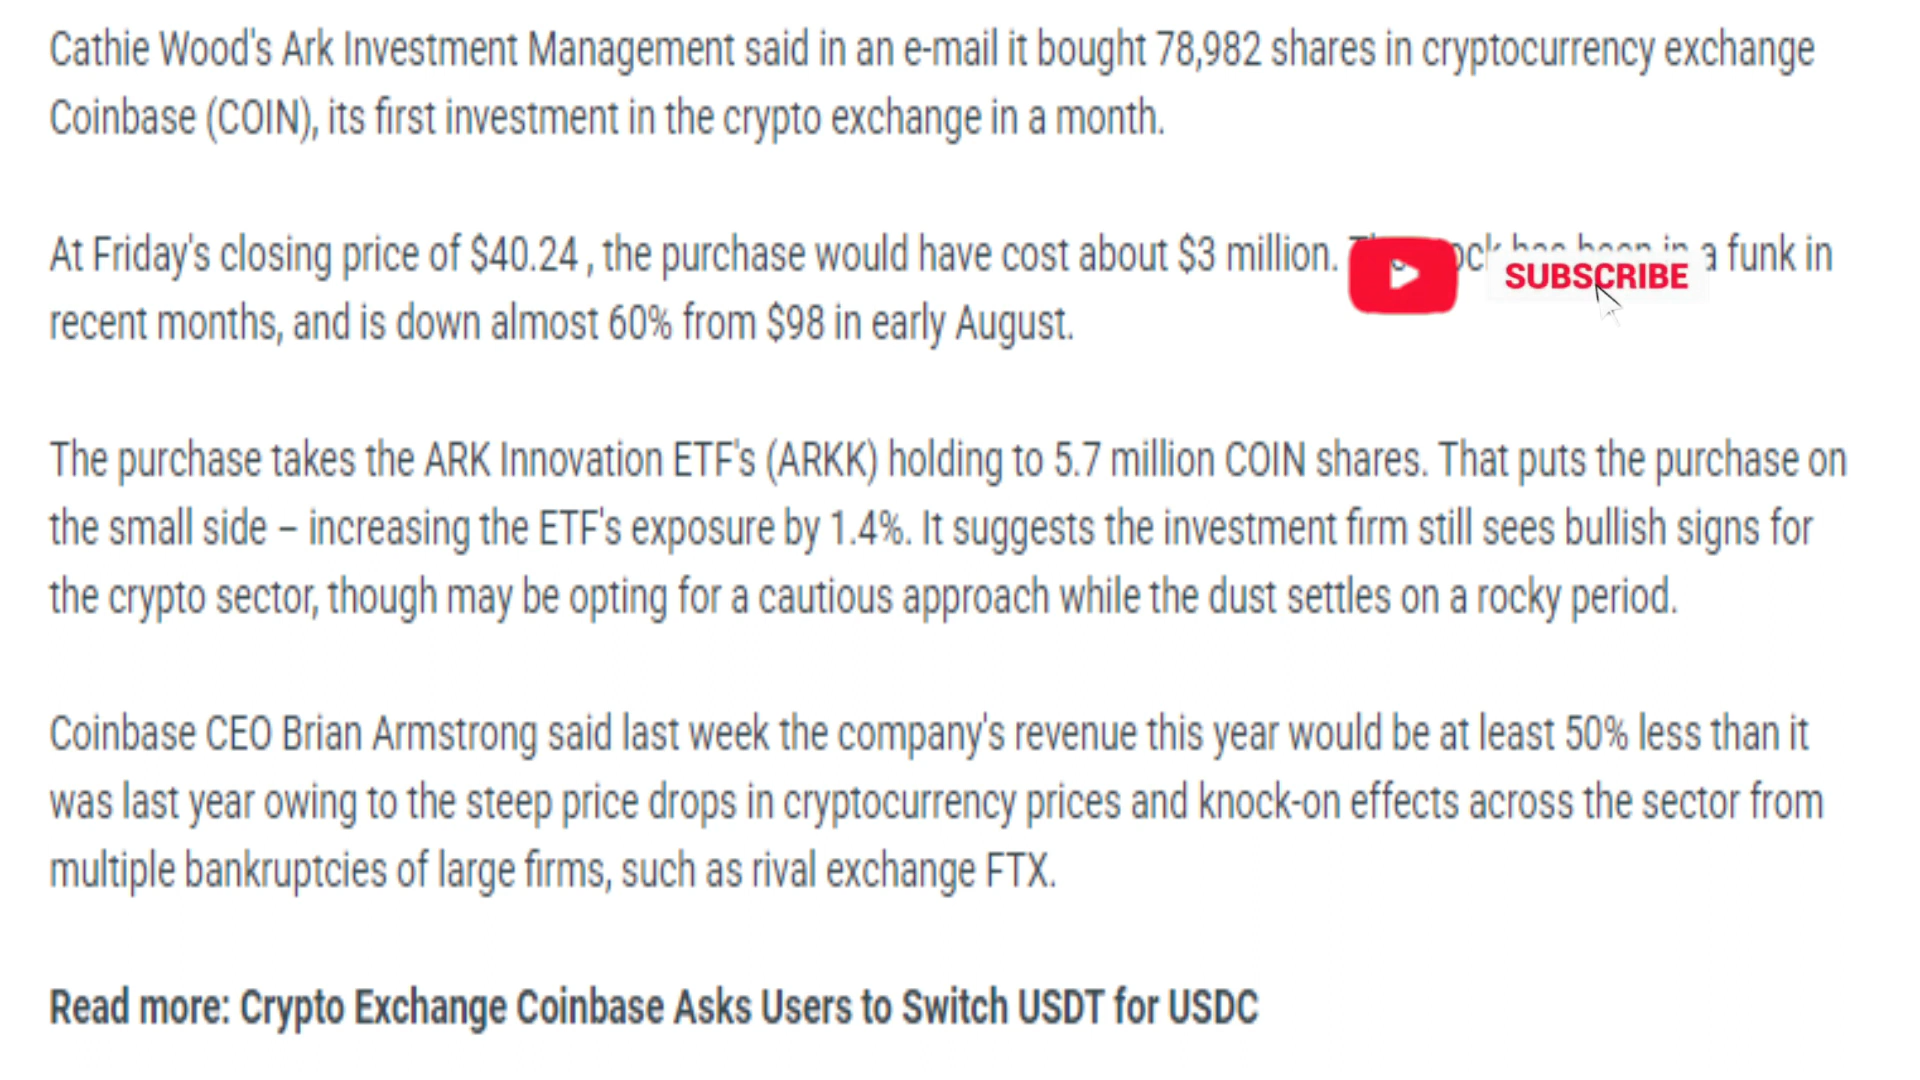 Cathie Wood's Ark Investment Management said in an e-mail it bought 78,982 shares in cryptocurrency exchange
Coinbase (COIN), its first investment in the crypto exchange in a month.
At Friday's closing price of $40.24 , the purchase would have cost about $3 million. has been in a funk in
SUBSCRIBE
recent months, and is down almost 60% from $98 in early August.
The purchase takes the ARK Innovation ETF's (ARKK) holding to 5.7 million COIN shares. That puts the purchase on
the small side – increasing the ETF's exposure by 1.4%. It suggests the investment firm still sees bullish signs for
the crypto sector, though may be opting for a cautious approach while the dust settles on a rocky period.
Coinbase CEO Brian Armstrong said last week the company's revenue this year would be at least 50% less than it
was last year owing to the steep price drops in cryptocurrency prices and knock-on effects across the sector from
multiple bankruptcies of large firms, such as rival exchange FTX.
Read more: Crypto Exchange Coinbase Asks Users to Switch USDT for USDC